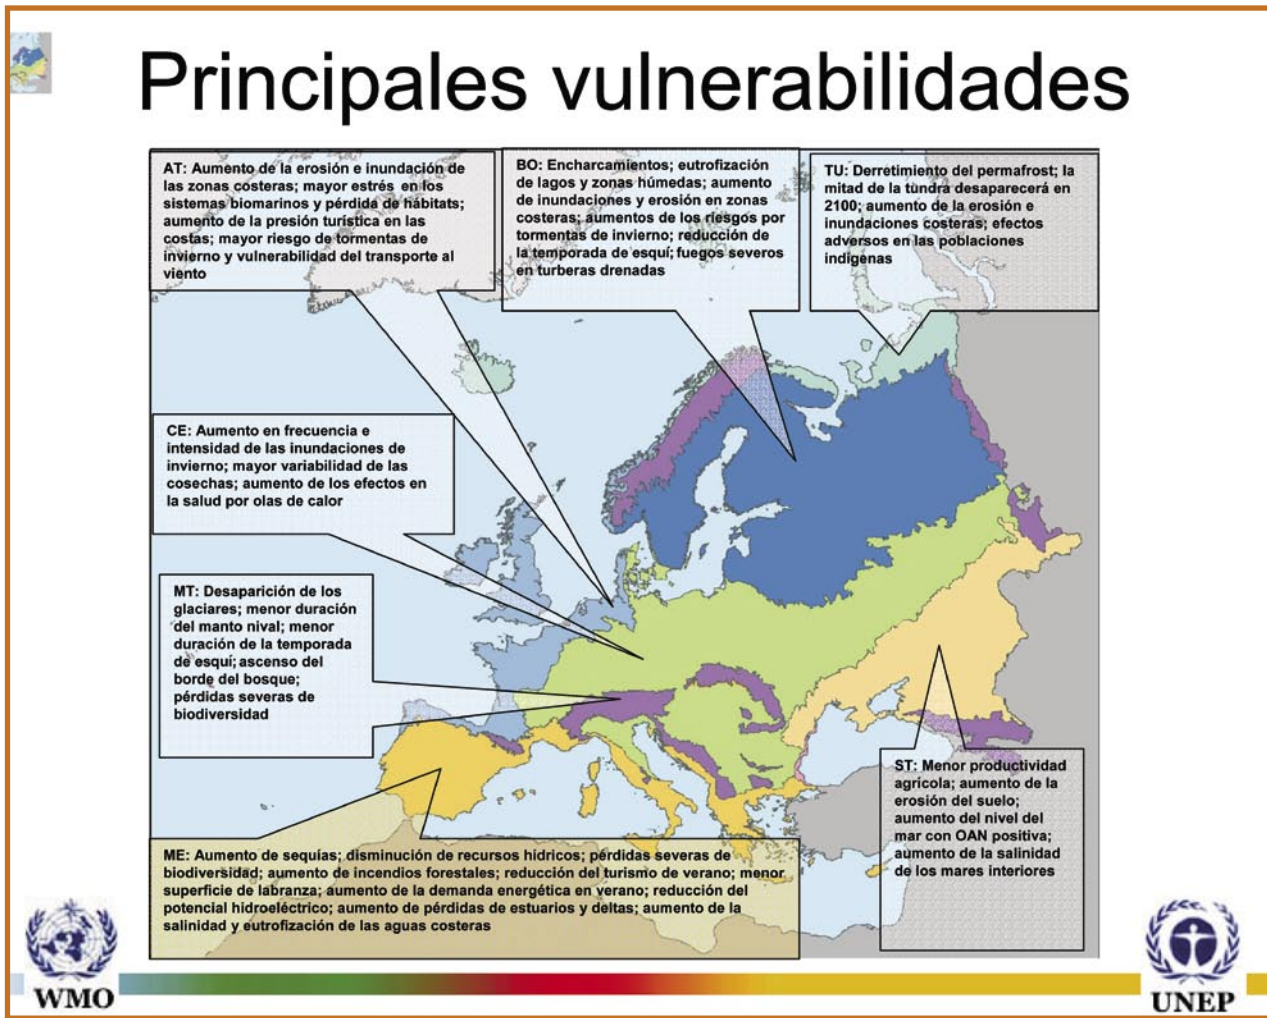 Principales vulnerabilidades
AT: Aumento de la erosión e inundación de
las zonas costeras; mayor estrés en los
sistemas biomarinos y pérdida de hábitats;
aumento de la presión turística en las
costas; mayor riesgo de tormentas de
invierno y vulnerabilidad del transporte al
viento
BO: Encharcamientos; eutrofización
de lagos y zonas húmedas; aumento
de inundaciones y erosión en zonas
costeras; aumentos de los riesgos por
tormentas de invierno; reducción de
la temporada de esquí; fuegos severos
en turberas drenadas
TU: Derretimiento del permafrost; la
mitad de la tundra desaparecerá en
2100; aumento de la erosión e
inundaciones costeras; efectos
adversos en las poblaciones
indígenas
CE: Aumento en frecuencia e
intensidad de las inundaciones de
invierno; mayor variabilidad de las
cosechas; aumento de los efectos en
la salud por olas de calor
MT: Desaparición de los
glaciares; menor duración
del manto nival; menor
duración de la temporada
de esquí; ascenso del
borde del bosque;
pérdidas severas de
biodiversidad
ST: Menor productividad
agrícola; aumento de la
erosión del suelo;
aumento del nivel del
mar con OAN positiva;
aumento de la salinidad
de los mares interiores
ME: Aumento de sequías; disminución de recursos hídricos; pérdidas severas de
biodiversidad; aumento de incendios forestales; reducción del turismo de verano; menor
superficie de labranza; aumento de la demanda energética en verano; reducción del
potencial hidroeléctrico; aumento de pérdidas de estuarios y deltas; aumento de la
salinidad y eutrofización de las aguas costeras
WMO
UNEP